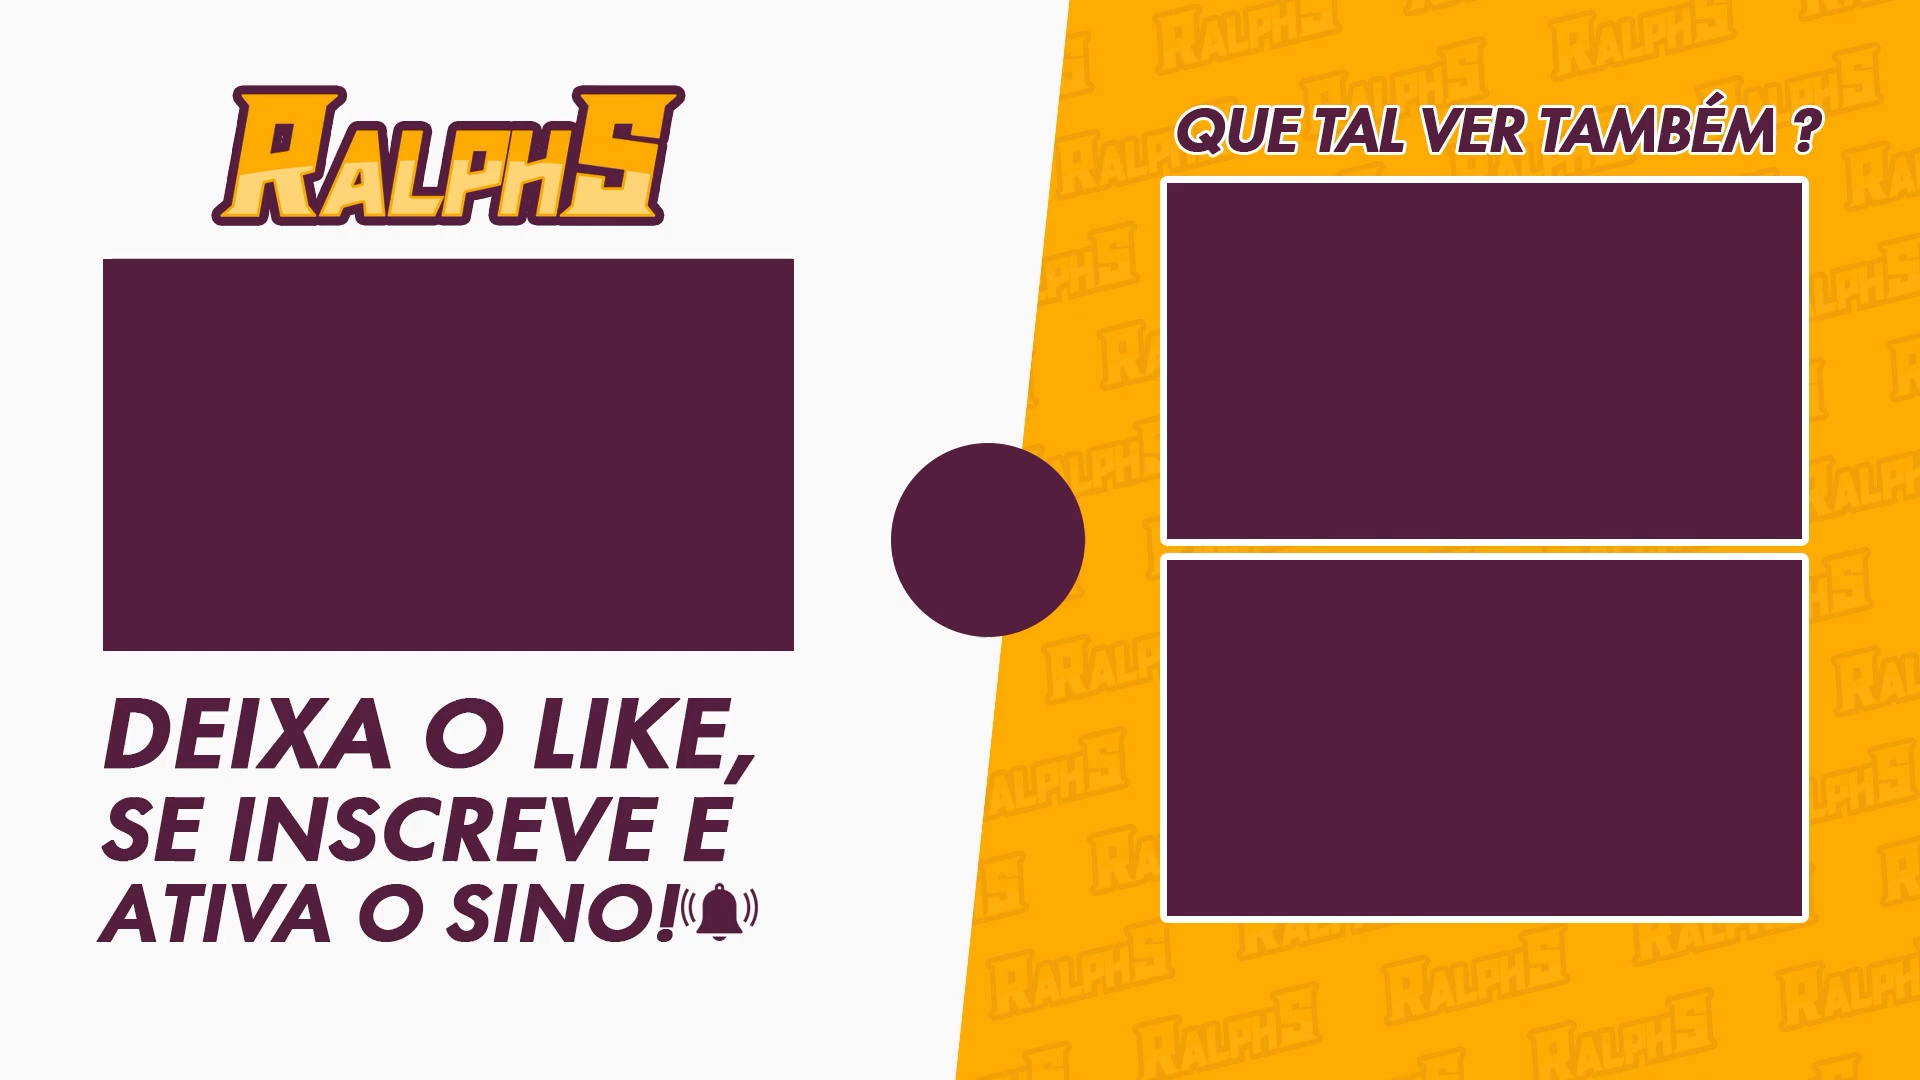 RALPHS
DEIXA O LIKE,
SE INSCREVE E
ATIVA O SINO!
QUE TAL VER TAMBÉM ?